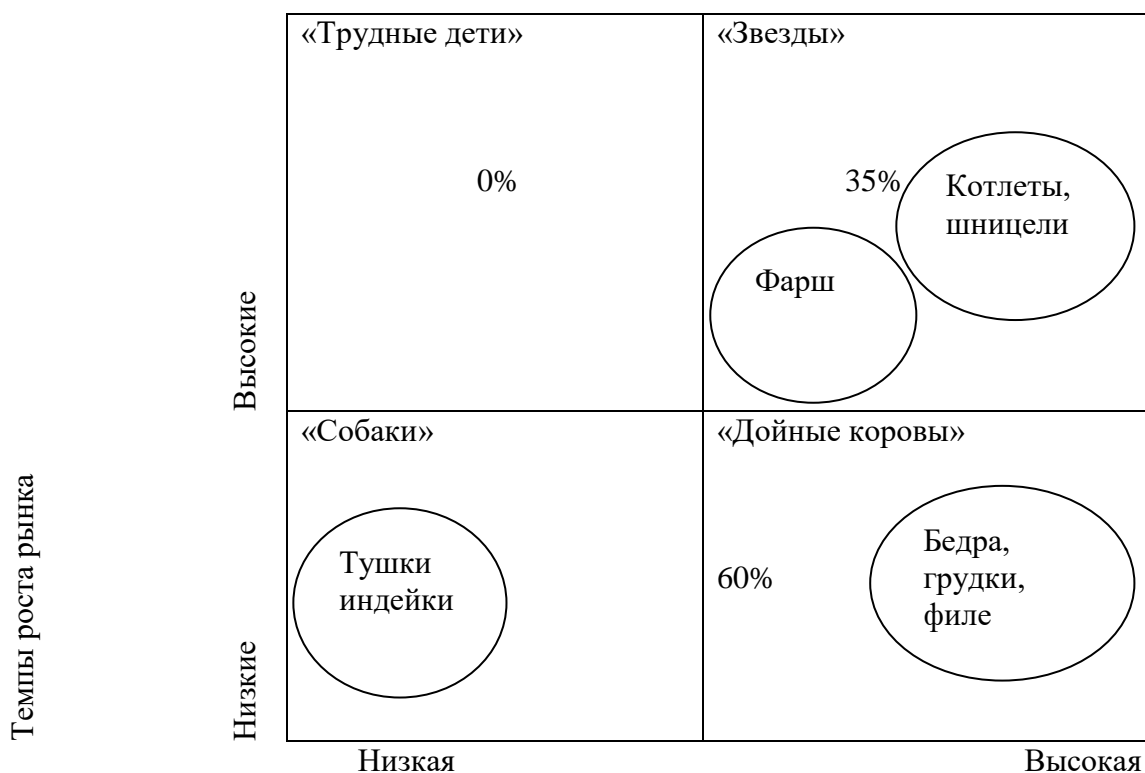 «Трудные дети»
«Звезды»
0%
35%
Котлеты,
шницели
Фарш
Высокие
«Собаки»
«Дойные коровы»
Тушки
индейки
60%
Бедра,
грудки,
филе
Темпы роста рынка
Низкие
Низкая
Высокая